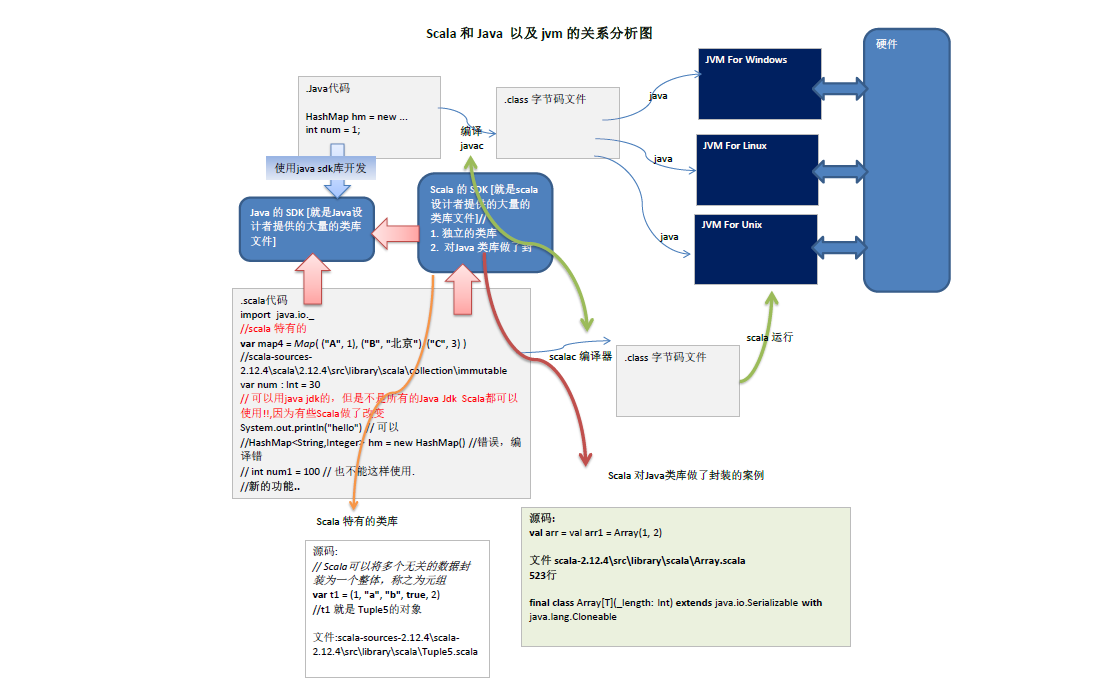 Scala 和 Java 以及 jvm 的关系分析图
硬件
JVM For Windows
.Java代码
HashMap hm = new ...
int num = 1;
.class 字节码文件
java
编译
javac
JVM For Linux
java
使用java sdk库开发
Java 的 SDK [就是Java设
计者提供的大量的类库
文件]
Scala 的 SDK [就是scala
设计者提供的大量的
类库文件]//
1. 独立的类库
2. 对Java 类库做了封
JVM For Unix
java
.scala代码
import java.io._
//scala 特有的
var map4 = Map( ("A", 1), ("B", "北京"), ("C", 3) )
//scala-sources-
2.12.4\scala\2.12.4\src\library\scala\collection\immutable
var num : Int = 30
// 可以用java jdk的，但是不是所有的Java Jdk Scala都可以
使用!!,因为有些Scala做了改变
System.out.println("hello") // 可以
//HashMap<String,Integer> hm = new HashMap() //错误，编
译错
// int num1 = 100 // 也不能这样使用.
//新的功能..
scalac 编译器
.class 字节码文件
scala 运行
Scala 对Java类库做了封装的案例
Scala 特有的类库
源码:
// Scala可以将多个无关的数据封
装为一个整体，称之为元组
var t1 = (1, "a", "b", true, 2)
//t1 就是 Tuple5的对象
文件:scala-sources-2.12.4\scala-
2.12.4\src\library\scala\Tuple5.scala
源码:
val arr = val arr1 = Array(1, 2)
文件 scala-2.12.4\src\library\scala\Array.scala
523行
final class Array[T](_length: Int) extends java.io.Serializable with
java.lang.Cloneable